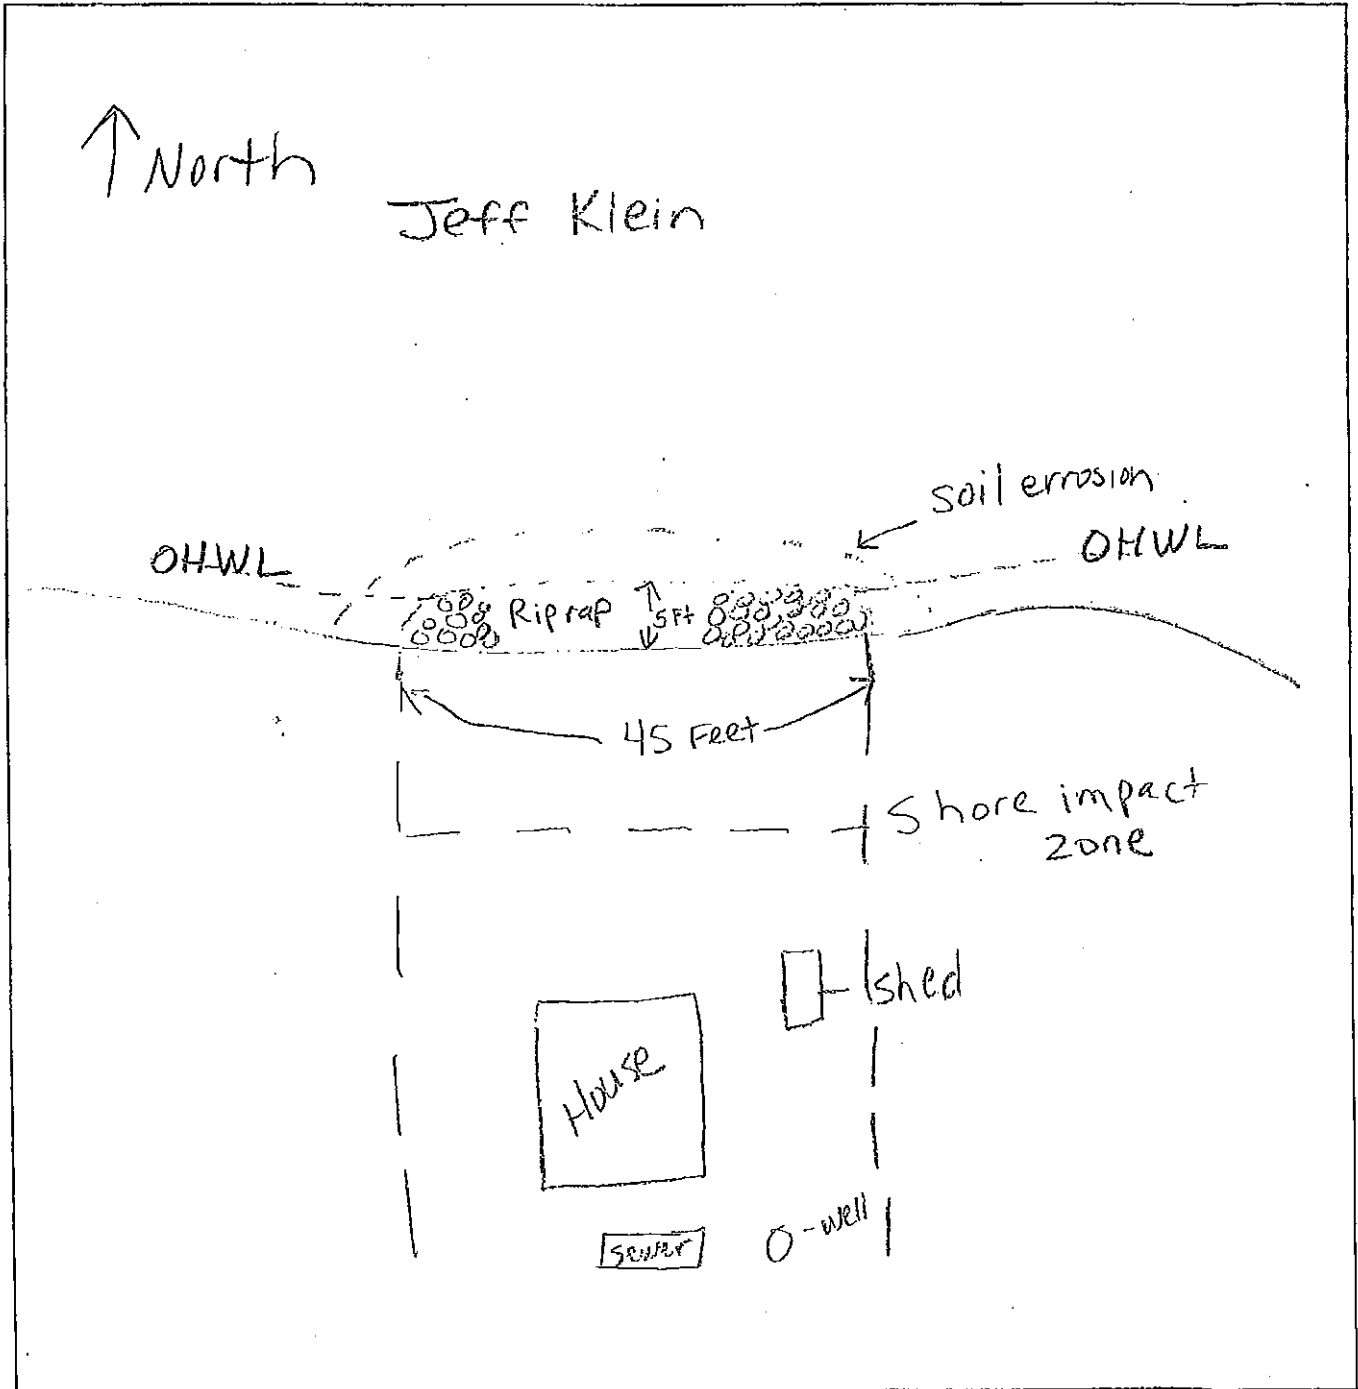 North
Jeff Klein
soil errosion
OHWL
OHWL
Riprap
5ft
45 Feet
Shore impact
zone
shed
House
sewer
well